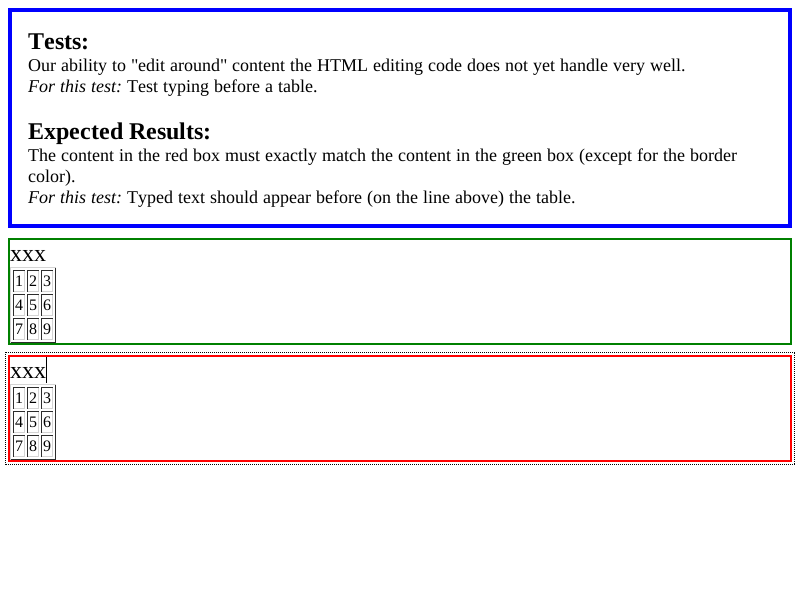 Tests:
Our ability to "edit around" content the HTML editing code does not yet handle very well.
For this test: Test typing before a table.
Expected Results:
The content in the red box must exactly match the content in the green box (except for the border
color).
For this test: Typed text should appear before (on the line above) the table.
xxx
1 2 3
4 5 6
7 8 9
xxx
1 2 3
4 5 6
7 8 9